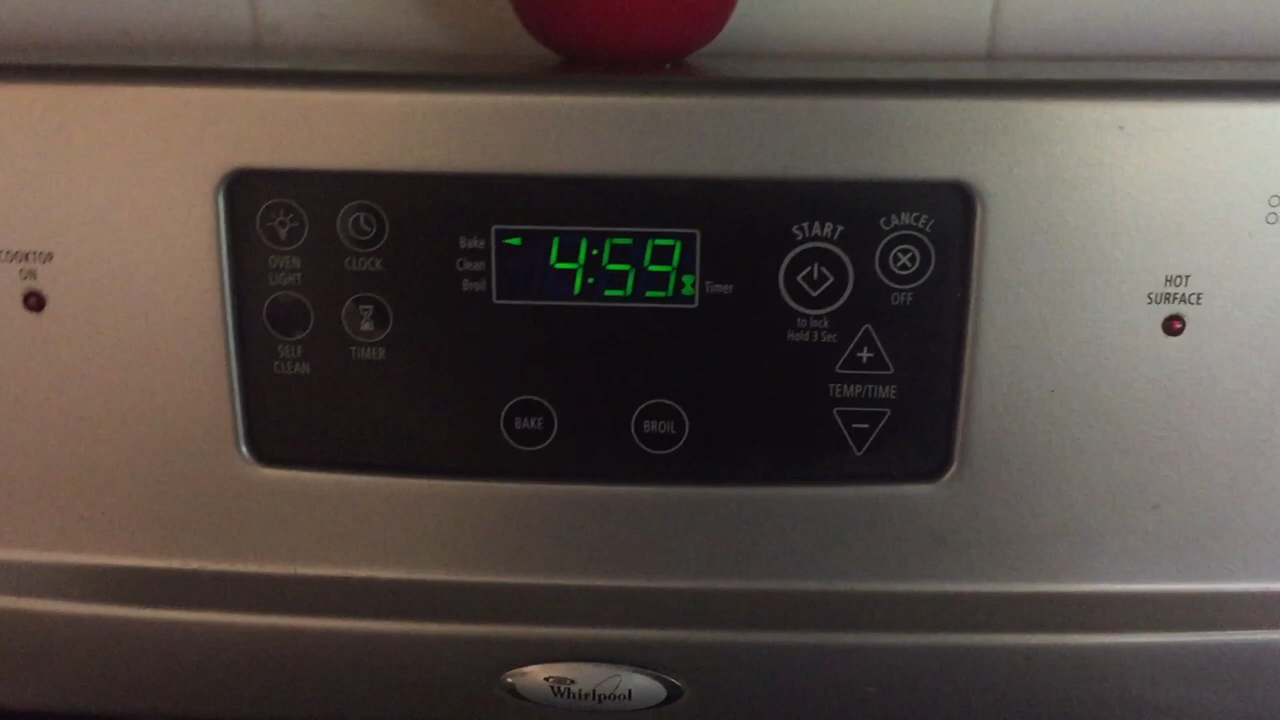 COOKTOP
ON
OVEN
LIGHT
CLOCK
SELF
CLEAN
TIMER
Bake
Clean
Broil
4:59
Timer
BAKE
BROIL
START
to lock
Hold 3 Sec
CANCEL
OFF
+
TEMP/TIME
−
HOT
SURFACE
Whirlpool